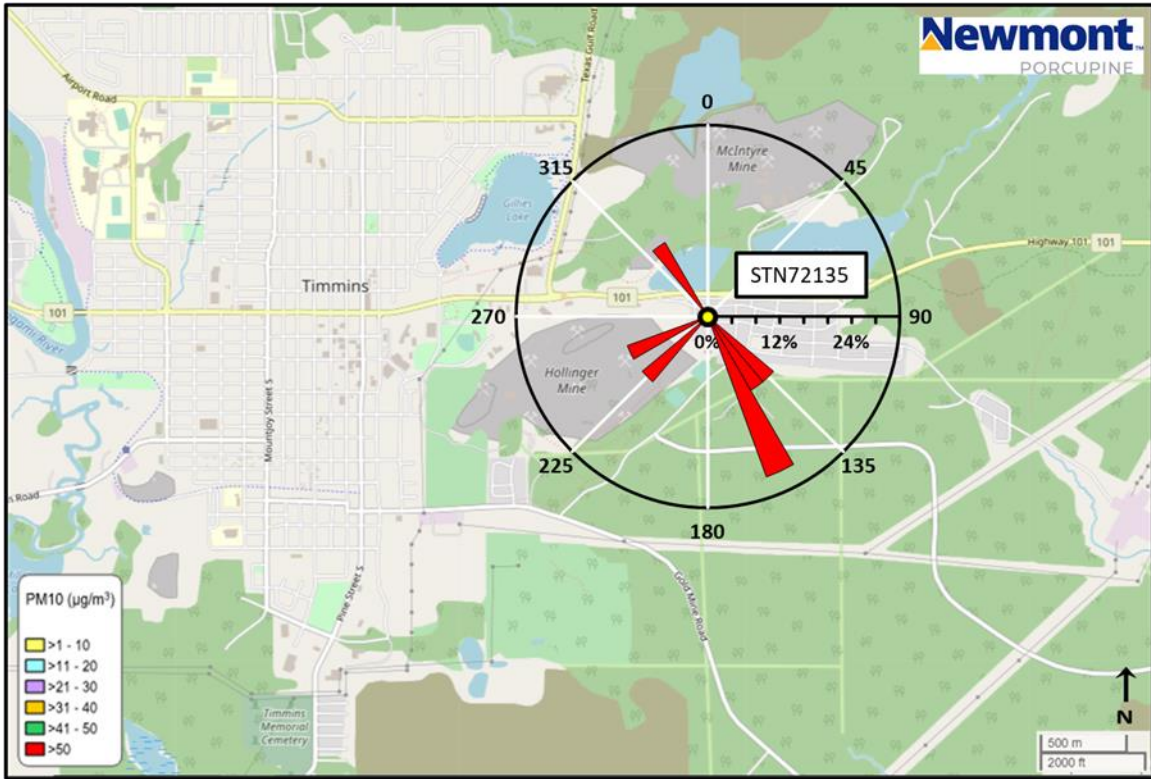 Newmont™
PORCUPINE
Airport Road
Texas Gulf Road
0
McIntyre
Mine
315
45
Gillies
Lake
Highway 101
101
STN72135
Timmins
101
101
270
90
0%
12%
24%
Hollinger
Mine
Mountjoy Street S
225
135
180
Gold Mine Road
Pine Street S
PM10 (µg/m³)
>1 - 10
>11 - 20
>21 - 30
>31 - 40
>41 - 50
>50
Timmins
Memorial
Cemetery
N
500 m
2000 ft